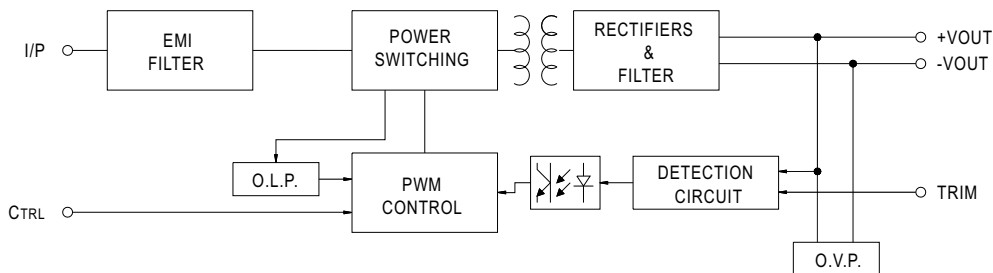 I/P
EMI
FILTER
POWER
SWITCHING
RECTIFIERS
&
FILTER
+VOUT
-VOUT
O.L.P.
PWM
CONTROL
DETECTION
CIRCUIT
TRIM
CTRL
O.V.P.